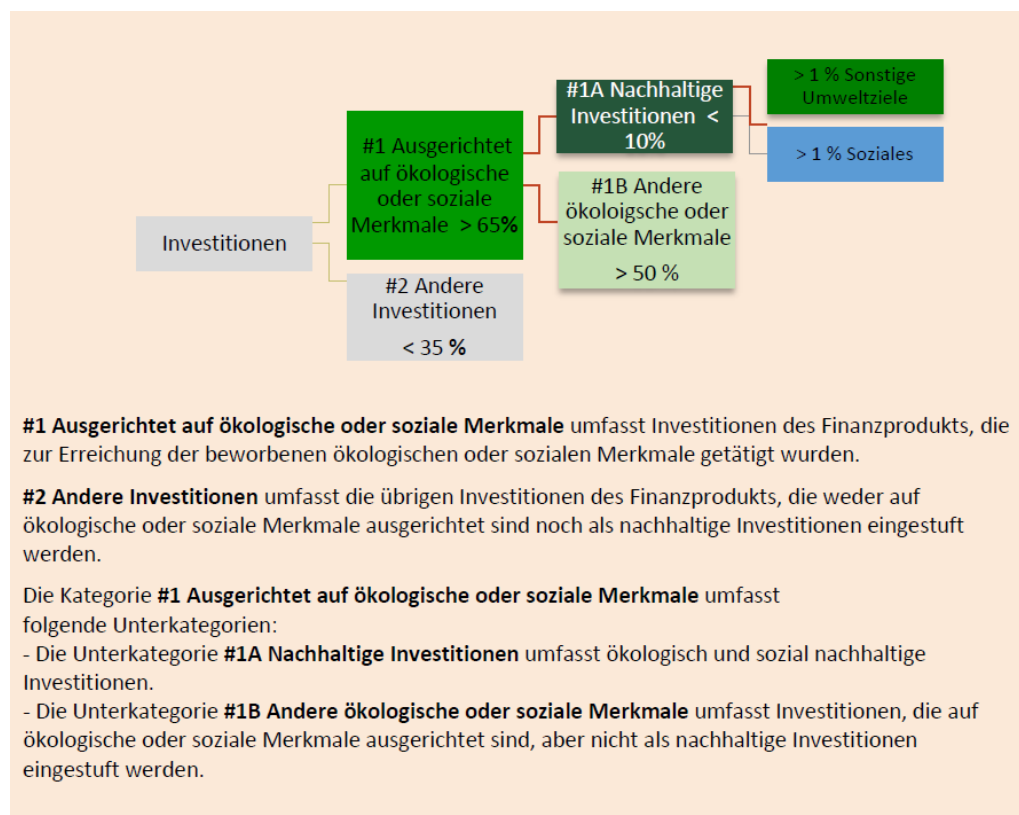 > 1 % Sonstige
Umweltziele
#1A Nachhaltige
Investitionen <
10%
> 1 % Soziales
#1 Ausgerichtet
auf ökologische
oder soziale
Merkmale > 65%
#1B Andere
ökoloigsche oder
soziale Merkmale
> 50 %
Investitionen
#2 Andere
Investitionen
< 35 %
#1 Ausgerichtet auf ökologische oder soziale Merkmale umfasst Investitionen des Finanzprodukts, die
zur Erreichung der beworbenen ökologischen oder sozialen Merkmale getätigt wurden.
#2 Andere Investitionen umfasst die übrigen Investitionen des Finanzprodukts, die weder auf
ökologische oder soziale Merkmale ausgerichtet sind noch als nachhaltige Investitionen eingestuft
werden.
Die Kategorie #1 Ausgerichtet auf ökologische oder soziale Merkmale umfasst
folgende Unterkategorien:
- Die Unterkategorie #1A Nachhaltige Investitionen umfasst ökologisch und sozial nachhaltige
Investitionen.
- Die Unterkategorie #1B Andere ökologische oder soziale Merkmale umfasst Investitionen, die auf
ökologische oder soziale Merkmale ausgerichtet sind, aber nicht als nachhaltige Investitionen
eingestuft werden.